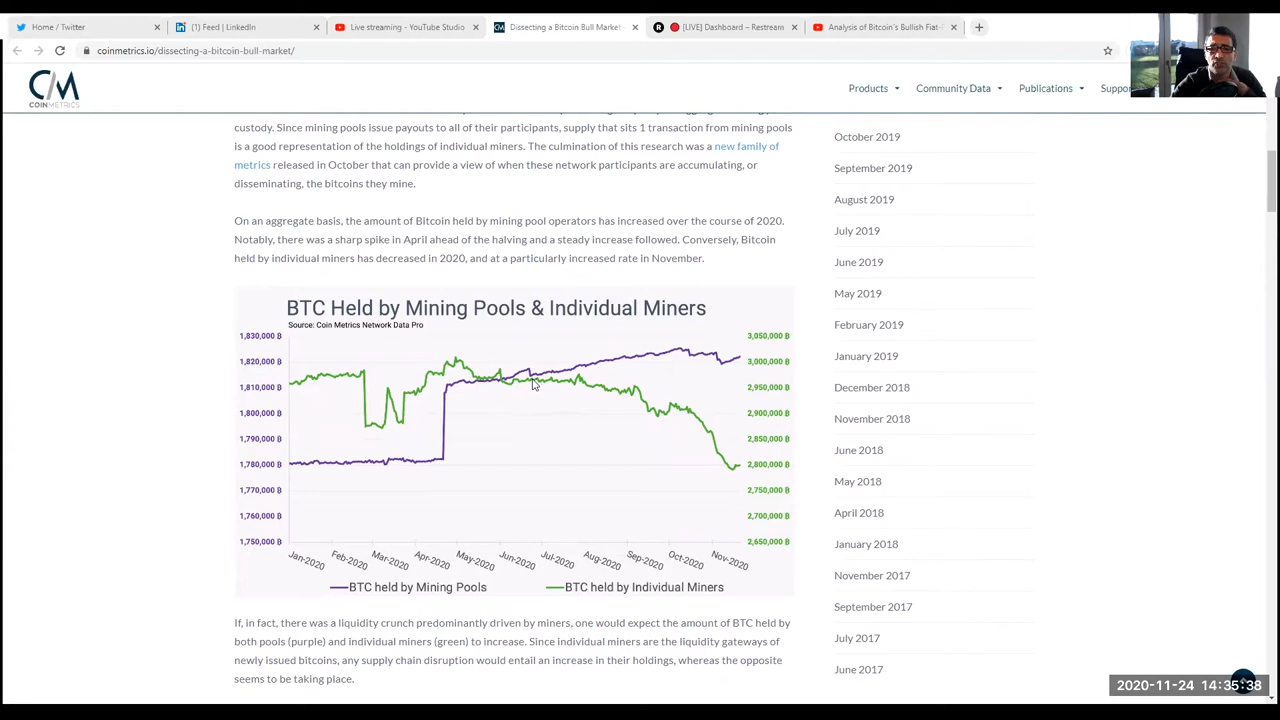 Home / Twitter
(1) Feed | LinkedIn
Live streaming - YouTube Studio
Dissecting a Bitcoin Bull Market -
[LIVE] Dashboard – Restream
Analysis of Bitcoin's Bullish Fiat-
coinmetrics.io/dissecting-a-bitcoin-bull-market/
CM
COINMETRICS
Products
Community Data
Publications
Suppor
custody. Since mining pools issue payouts to all of their participants, supply that sits 1 transaction from mining pools
is a good representation of the holdings of individual miners. The culmination of this research was a new family of
metrics released in October that can provide a view of when these network participants are accumulating, or
disseminating, the bitcoins they mine.
On an aggregate basis, the amount of Bitcoin held by mining pool operators has increased over the course of 2020.
Notably, there was a sharp spike in April ahead of the halving and a steady increase followed. Conversely, Bitcoin
held by individual miners has decreased in 2020, and at a particularly increased rate in November.
BTC Held by Mining Pools & Individual Miners
Source: Coin Metrics Network Data Pro
1,830,000 ₿
1,820,000 ₿
1,810,000 ₿
1,800,000 ₿
1,790,000 ₿
1,780,000 ₿
1,770,000 ₿
1,760,000 ₿
1,750,000 ₿
3,050,000 ₿
3,000,000 ₿
2,950,000 ₿
2,900,000 ₿
2,850,000 ₿
2,800,000 ₿
2,750,000 ₿
2,700,000 ₿
2,650,000 ₿
Jan-2020 Feb-2020 Mar-2020 Apr-2020 May-2020 Jun-2020 Jul-2020 Aug-2020 Sep-2020 Oct-2020 Nov-2020
BTC held by Mining Pools
BTC held by Individual Miners
If, in fact, there was a liquidity crunch predominantly driven by miners, one would expect the amount of BTC held by
both pools (purple) and individual miners (green) to increase. Since individual miners are the liquidity gateways of
newly issued bitcoins, any supply chain disruption would entail an increase in their holdings, whereas the opposite
seems to be taking place.
October 2019
September 2019
August 2019
July 2019
June 2019
May 2019
February 2019
January 2019
December 2018
November 2018
June 2018
May 2018
April 2018
January 2018
November 2017
September 2017
July 2017
June 2017
2020-11-24 14:35:38